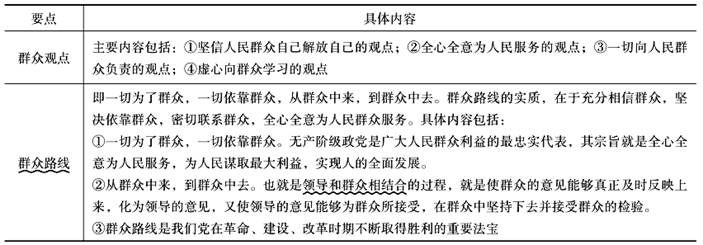 要点 具体内容
群众观点
主要内容包括：①坚信人民群众自己解放自己的观点；②全心全意为人民服务的观点；③一切向人民群
众负责的观点；④虚心向群众学习的观点
群众路线
即一切为了群众，一切依靠群众，从群众中来，到群众中去。群众路线的实质，在于充分相信群众，坚
决依靠群众，密切联系群众，全心全意为人民群众服务。具体内容包括：
①一切为了群众，一切依靠群众。无产阶级政党是广大人民群众利益的最忠实代表，其宗旨就是全心全
意为人民服务，为人民谋取最大利益，实现人的全面发展。
②从群众中来，到群众中去。也就是领导和群众相结合的过程，就是使群众的意见能够真正及时反映上
来，化为领导的意见，又使领导的意见能够为群众所接受，在群众中坚持下去并接受群众的检验。
③群众路线是我们党在革命、建设、改革时期不断取得胜利的重要法宝